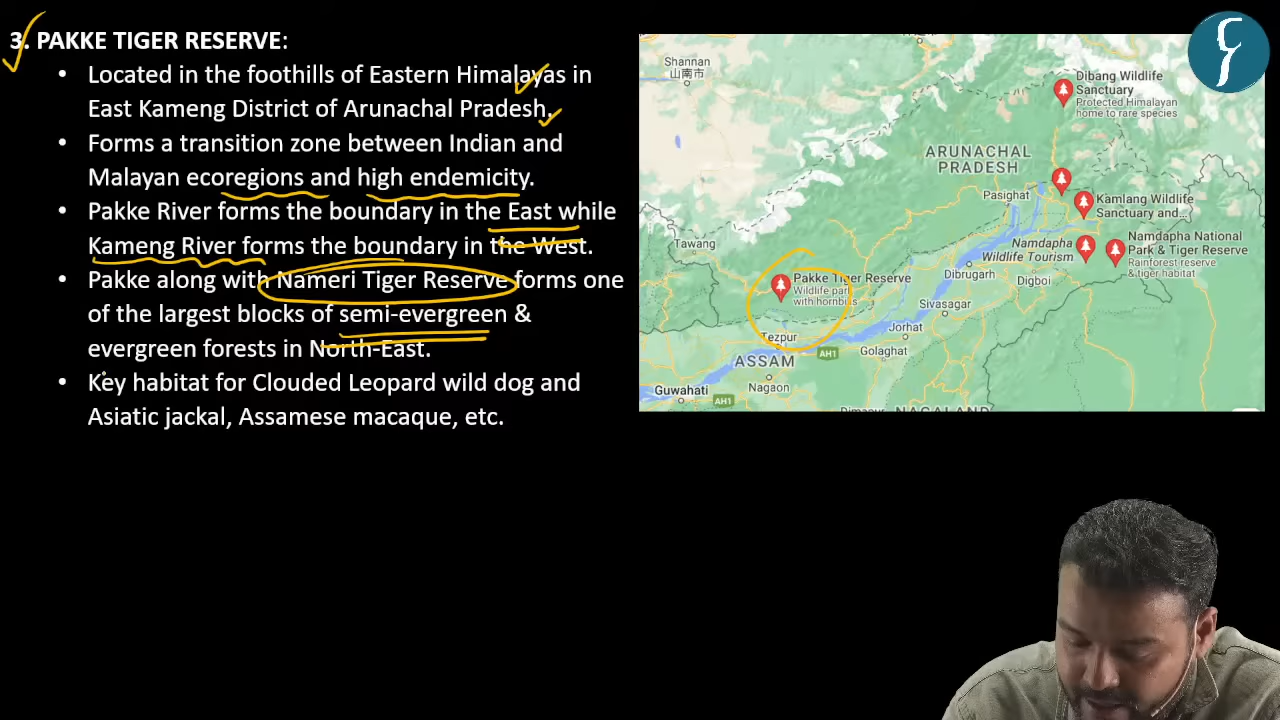 3. PAKKE TIGER RESERVE:
• Located in the foothills of Eastern Himalayas in
East Kameng District of Arunachal Pradesh.
• Forms a transition zone between Indian and
Malayan ecoregions and high endemicity.
• Pakke River forms the boundary in the East while
Kameng River forms the boundary in the West.
• Pakke along with Nameri Tiger Reserve forms one
of the largest blocks of semi-evergreen &
evergreen forests in North-East.
• Key habitat for Clouded Leopard wild dog and
Asiatic jackal, Assamese macaque, etc.
Shannan
山南市
Dibang Wildlife
Sanctuary
Protected Himalayan
home to rare species
ARUNACHAL
PRADESH
Pasighat
Kamlang Wildlife
Sanctuary and...
Tawang
Namdapha
Wildlife Tourism
Namdapha National
Park & Tiger Reserve
Rainforest reserve
& tiger habitat
Pakke Tiger Reserve
Wildlife park
with hornbills
Dibrugarh
Digboi
Sivasagar
Tezpur
Jorhat
ASSAM
AH1
Golaghat
Guwahati
AH1
Nagaon
Dimapur
NAGALAND